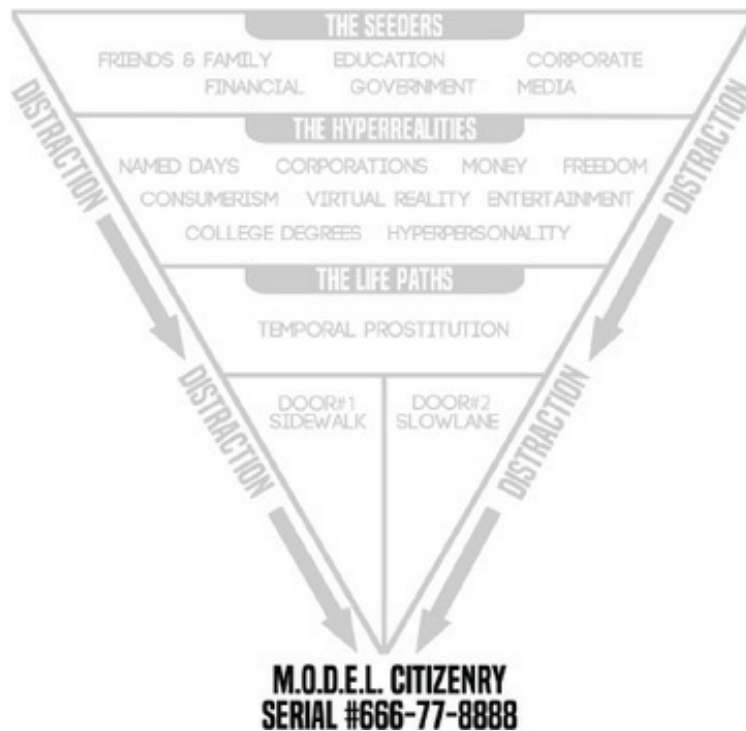 THE SEEDERS
FRIENDS & FAMILY EDUCATION CORPORATE
FINANCIAL GOVERNMENT MEDIA
DISTRACTION
DISTRACTION
THE HYPERREALITIES
NAMED DAYS CORPORATIONS MONEY FREEDOM
CONSUMERISM VIRTUAL REALITY ENTERTAINMENT
COLLEGE DEGREES HYPERPERSONALITY
THE LIFE PATHS
TEMPORAL PROSTITUTION
DISTRACTION
DISTRACTION
DOOR#1
SIDEWALK
DOOR#2
SLOWLANE
M.O.D.E.L. CITIZENRY
SERIAL #666-77-8888